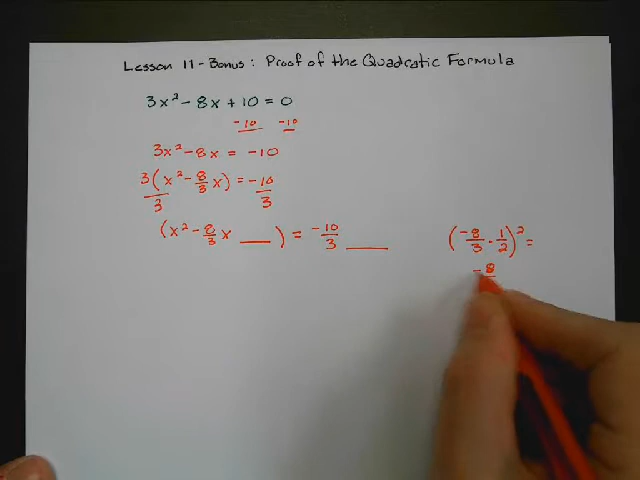 Lesson 11 - Bonus : Proof of the Quadratic Formula
3x² - 8x + 10 = 0
-10 -10
3x² - 8x = -10
3(x² - 8/3 x) = -10
3 3
(x² - 8/3 x ___ ) = -10/3 ___
(-8/3 · 1/2)² =
-8